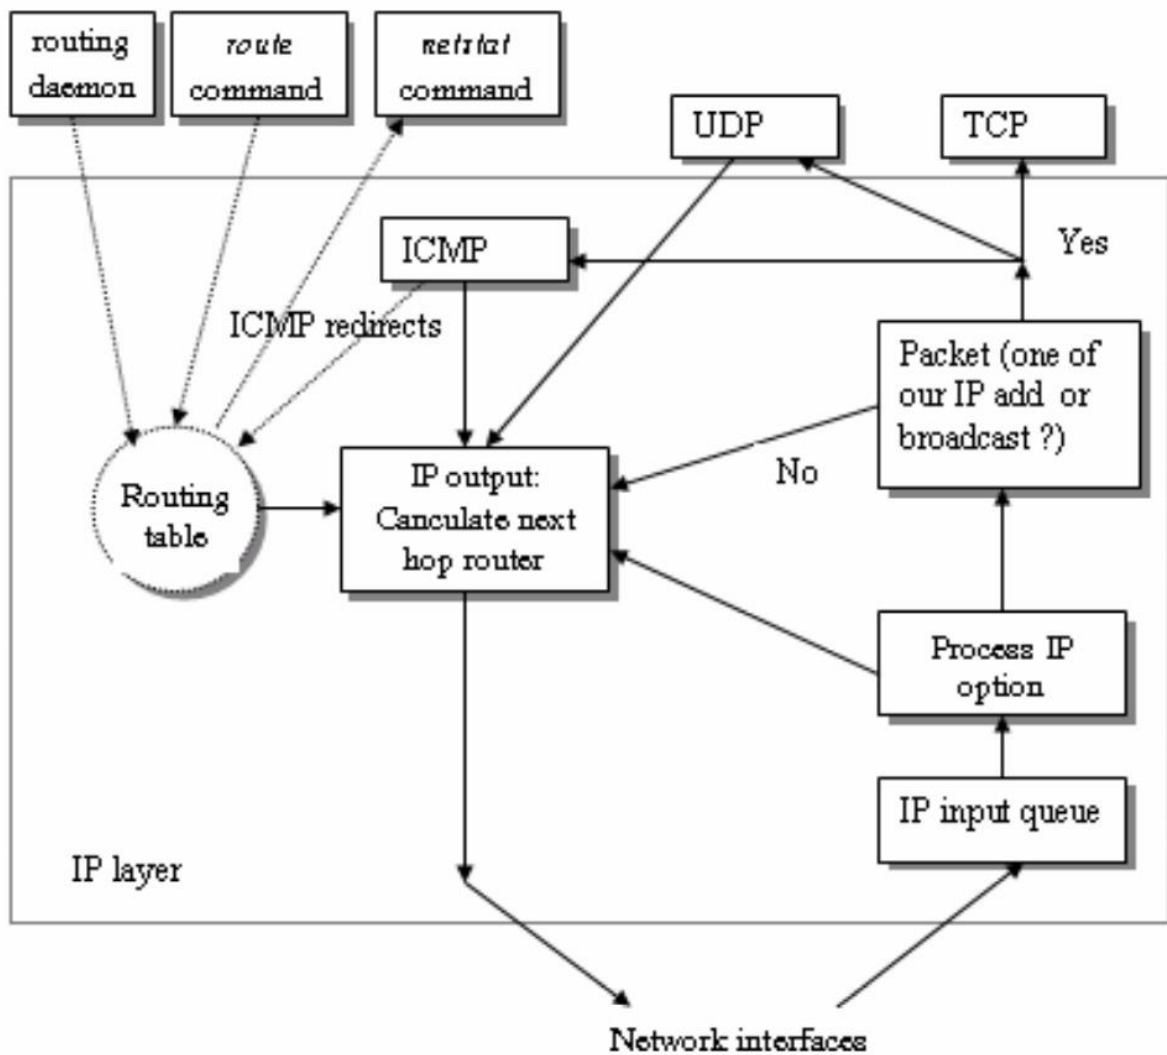 routing
daemon
route
command
netstat
command
UDP
TCP
ICMP
Yes
ICMP redirects
Packet (one of
our IP add or
broadcast ?)
No
Routing
table
IP output:
Canculate next
hop router
Process IP
option
IP input queue
IP layer
Network interfaces